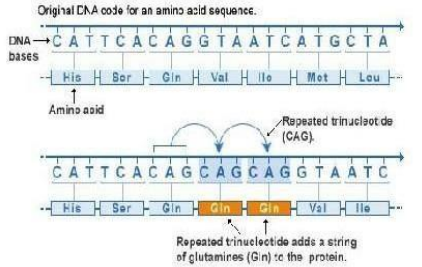 Original DNA code for an amino acid sequence.
DNA
bases
C A T T C A C A G G T A A T C A T G C T A
His Ser Gln Val Ile Met Leu
Amino acid
Repeated trinucleotide
(CAG).
C A T T C A C A G C A G C A G G T A A T C
His Ser Gln Gln Gln Val Ile
Repeated trinucleotide adds a string
of glutamines (Gln) to the protein.